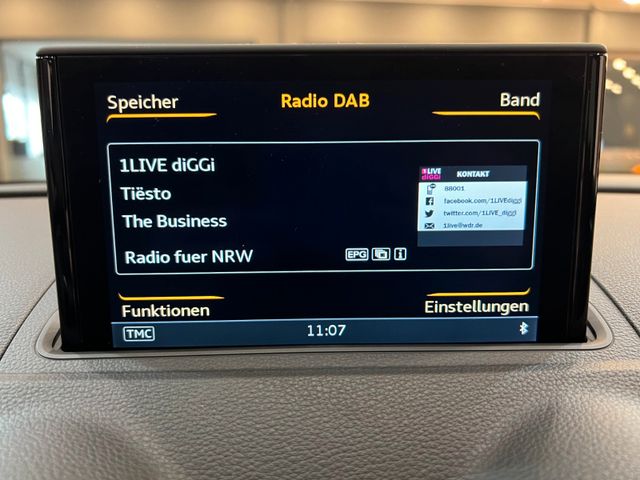 Speicher
Radio DAB
Band
1LIVE diGGi
Tiësto
The Business
Radio fuer NRW
EPG
1LIVE
diGGi
KONTAKT
88001
facebook.com/1LIVEdiggi
twitter.com/1LIVE_diggi
1live@wdr.de
Funktionen
Einstellungen
TMC
11:07